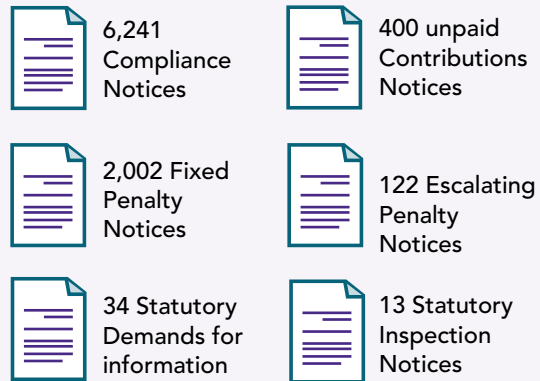 6,241
Compliance
Notices
400 unpaid
Contributions
Notices
2,002 Fixed
Penalty
Notices
122 Escalating
Penalty
Notices
34 Statutory
Demands for
information
13 Statutory
Inspection
Notices